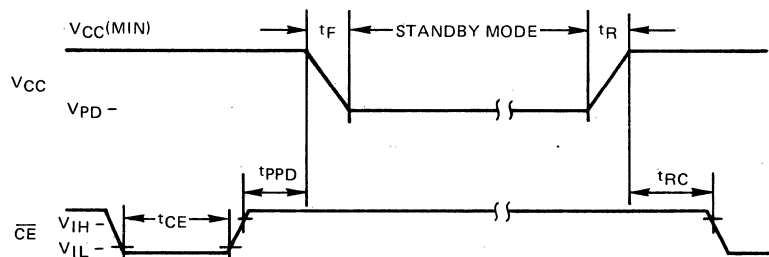 VCC(MIN)
tF
STANDBY MODE
tR
VCC
VPD
tPPD
tRC
tCE
VIH
CE
VIL